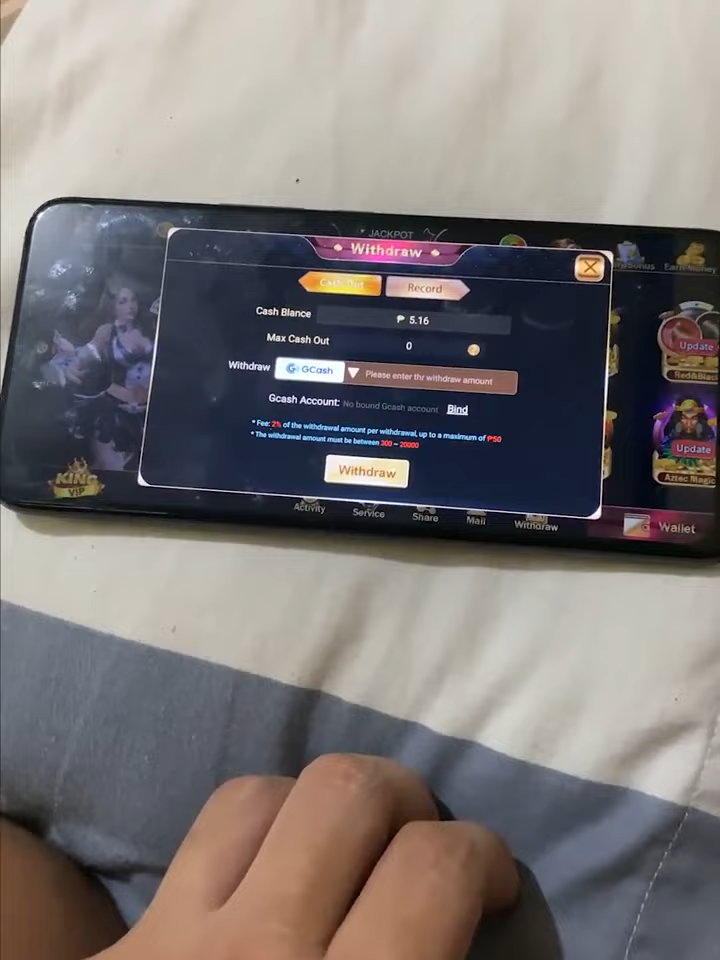 JACKPOT
Withdraw
Cash Out
Record
Cash Blance
₱ 5.16
Max Cash Out
0
Withdraw
GCash
Please enter thr withdraw amount
Gcash Account:
No bound Gcash account
Bind
* Fee: 2% of the withdrawal amount per withdrawal, up to a maximum of ₱50
* The withdrawal amount must be between 200 ~ 20000
Withdraw
Earn Money
Update
Red&Black
Update
Aztec Magic
KING
VIP
Activity
Service
Share
Mail
Withdraw
Wallet